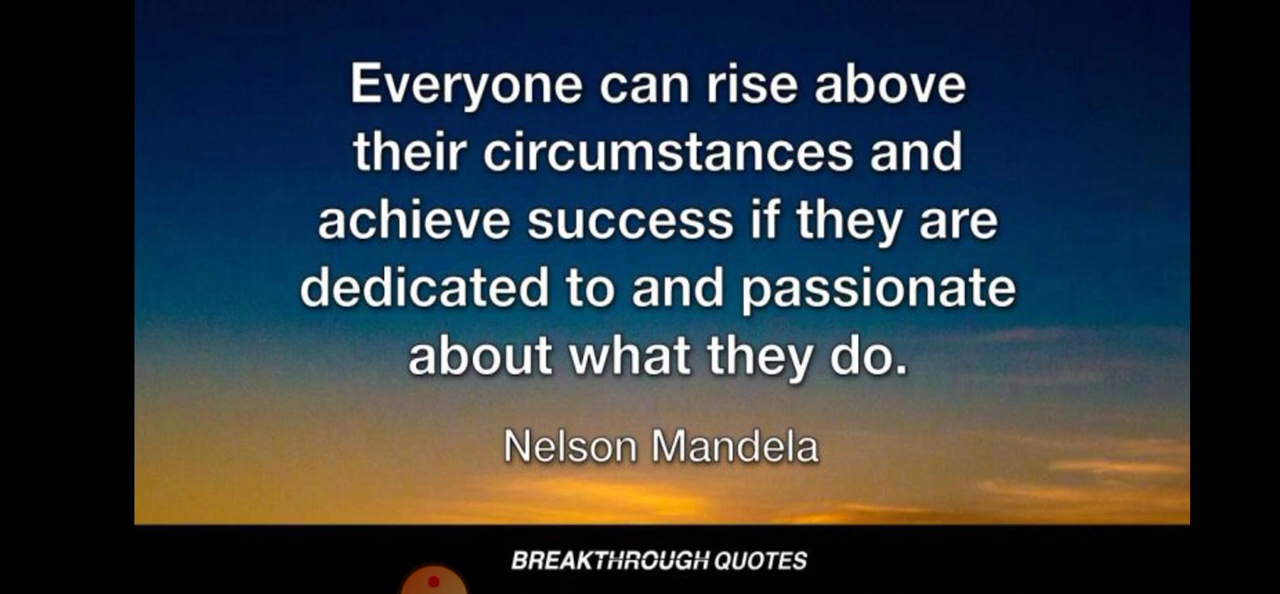 Everyone can rise above
their circumstances and
achieve success if they are
dedicated to and passionate
about what they do.
Nelson Mandela
BREAKTHROUGH QUOTES